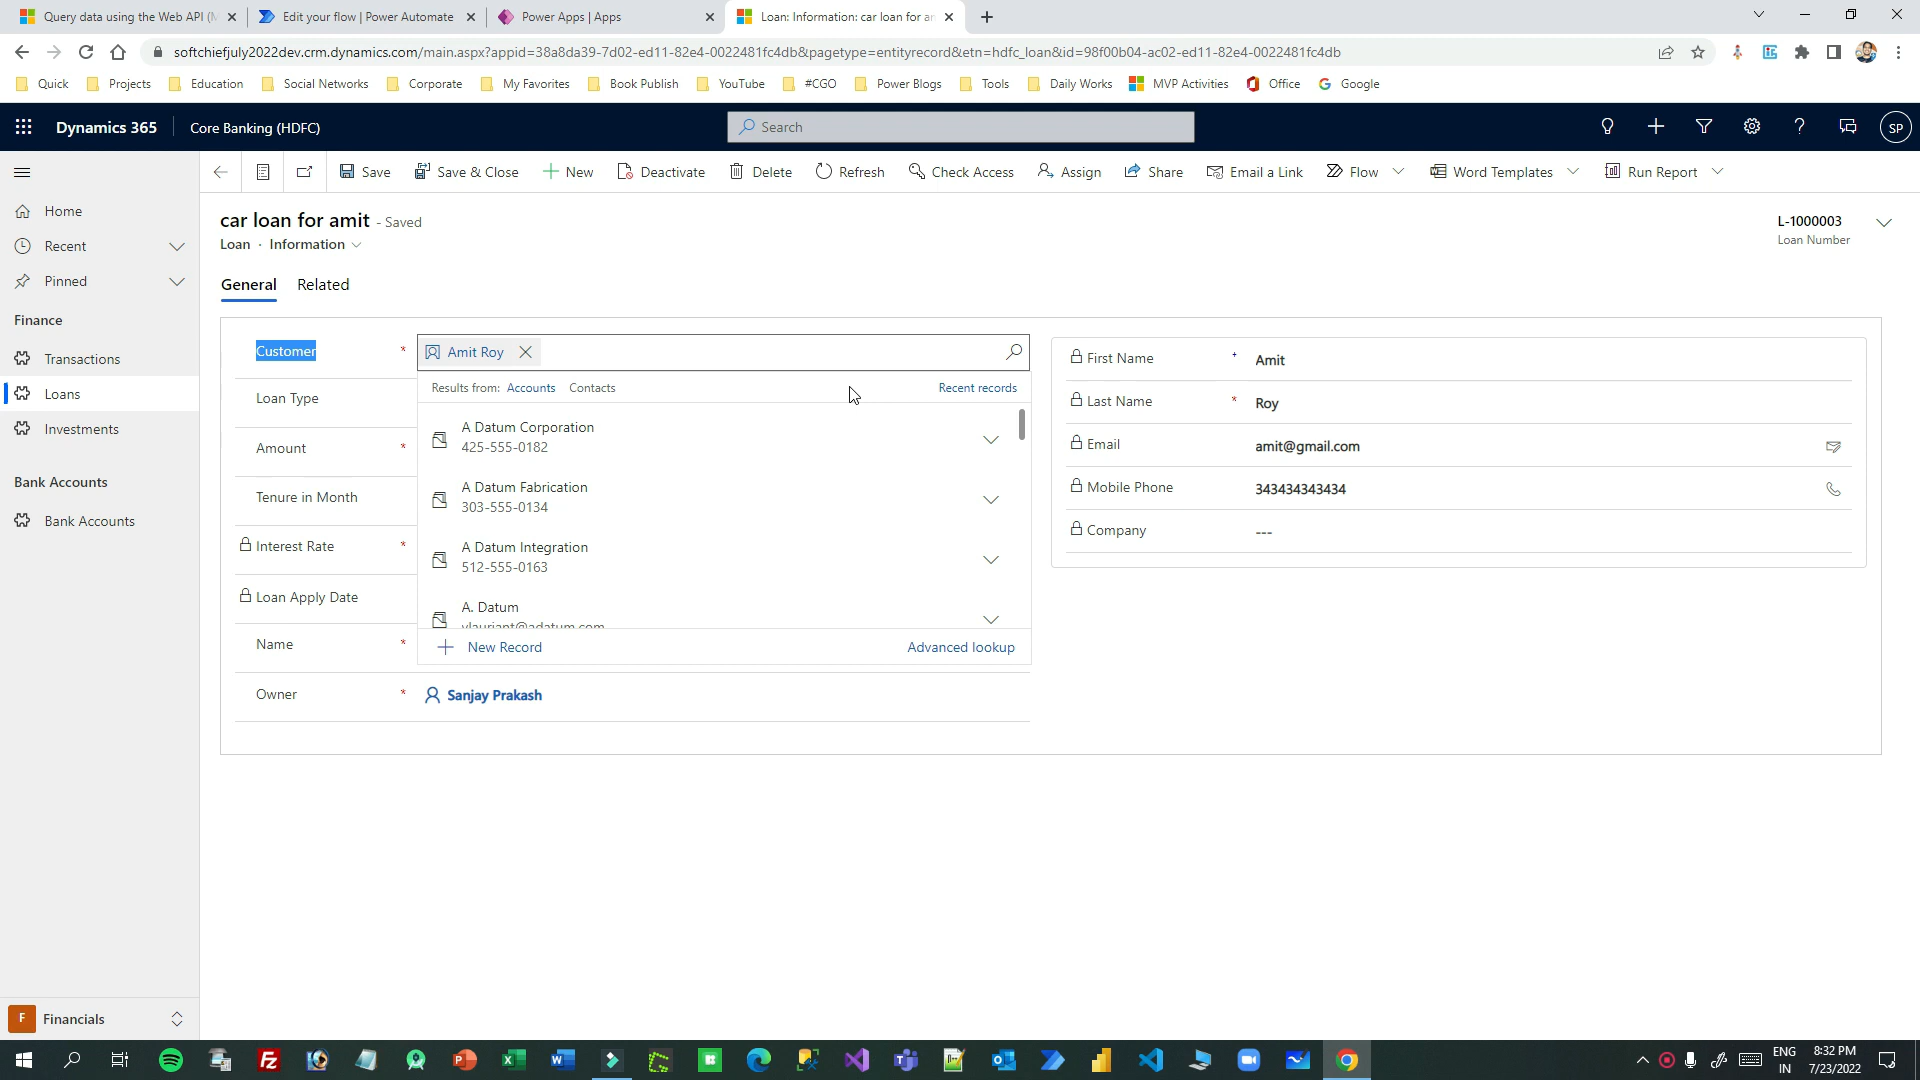 Query data using the Web API (M
Edit your flow | Power Automate
Power Apps | Apps
Loan: Information: car loan for am
softchiefjuly2022dev.crm.dynamics.com/main.aspx?appid=38a8da39-7d02-ed11-82e4-0022481fc4db&pagetype=entityrecord&etn=hdfc_loan&id=98f00b04-ac02-ed11-82e4-0022481fc4db
Quick
Projects
Education
Social Networks
Corporate
My Favorites
Book Publish
YouTube
#CGO
Power Blogs
Tools
Daily Works
MVP Activities
Office
Google
Dynamics 365
Core Banking (HDFC)
Search
SP
Save
Save & Close
New
Deactivate
Delete
Refresh
Check Access
Assign
Share
Email a Link
Flow
Word Templates
Run Report
Home
Recent
Pinned
Finance
Transactions
Loans
Investments
Bank Accounts
Bank Accounts
F Financials
car loan for amit - Saved
Loan · Information
L-1000003
Loan Number
General
Related
Customer *
Amit Roy
Loan Type
Amount *
Tenure in Month
Interest Rate *
Loan Apply Date
Name *
Owner *
Sanjay Prakash
Results from: Accounts Contacts
Recent records
A Datum Corporation
425-555-0182
A Datum Fabrication
303-555-0134
A Datum Integration
512-555-0163
A. Datum
vlauriant@adatum.com
New Record
Advanced lookup
First Name + Amit
Last Name * Roy
Email amit@gmail.com
Mobile Phone 343434343434
Company ---
ENG
IN
8:32 PM
7/23/2022